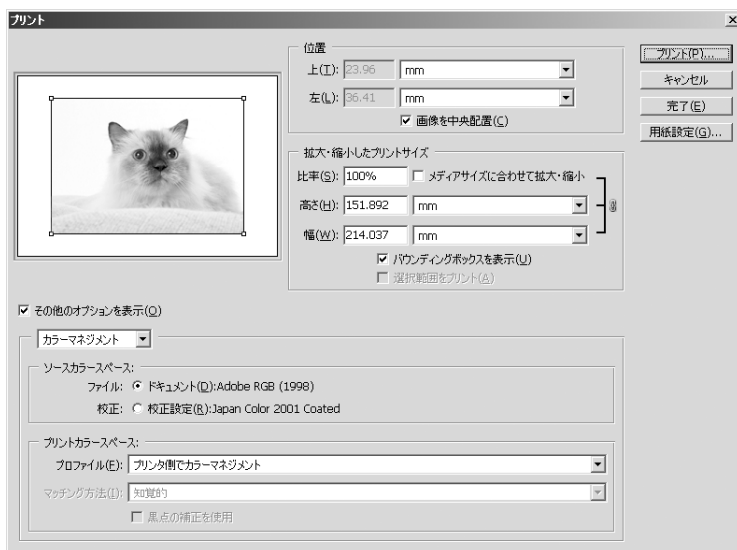 プリント
位置
上(T): 23.96 mm
左(L): 36.41 mm
画像を中央配置(C)
プリント(P)...
キャンセル
完了(E)
用紙設定(G)...
拡大・縮小したプリントサイズ
比率(S): 100% メディアサイズに合わせて拡大・縮小
高さ(H): 151.892 mm
幅(W): 214.037 mm
バウンディングボックスを表示(U)
選択範囲をプリント(A)
その他のオプションを表示(O)
カラーマネジメント
ソースカラースペース:
ファイル: ドキュメント(D):Adobe RGB (1998)
校正: 校正設定(R):Japan Color 2001 Coated
プリントカラースペース:
プロファイル(F): プリンタ側でカラーマネジメント
マッチング方法(I): 知覚的
黒点の補正を使用